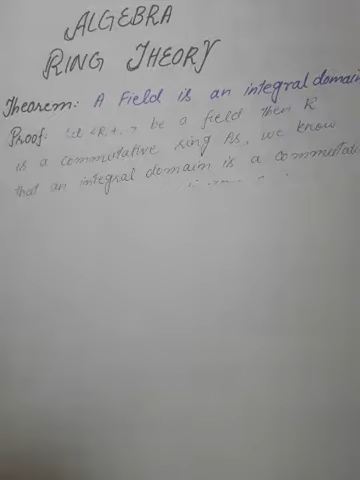 ALGEBRA
RING THEORY
Theorem: A Field is an integral domain
Proof: Let <R +, . > be a field then R
is a commutative ring As, we know
that an integral domain is a commutati